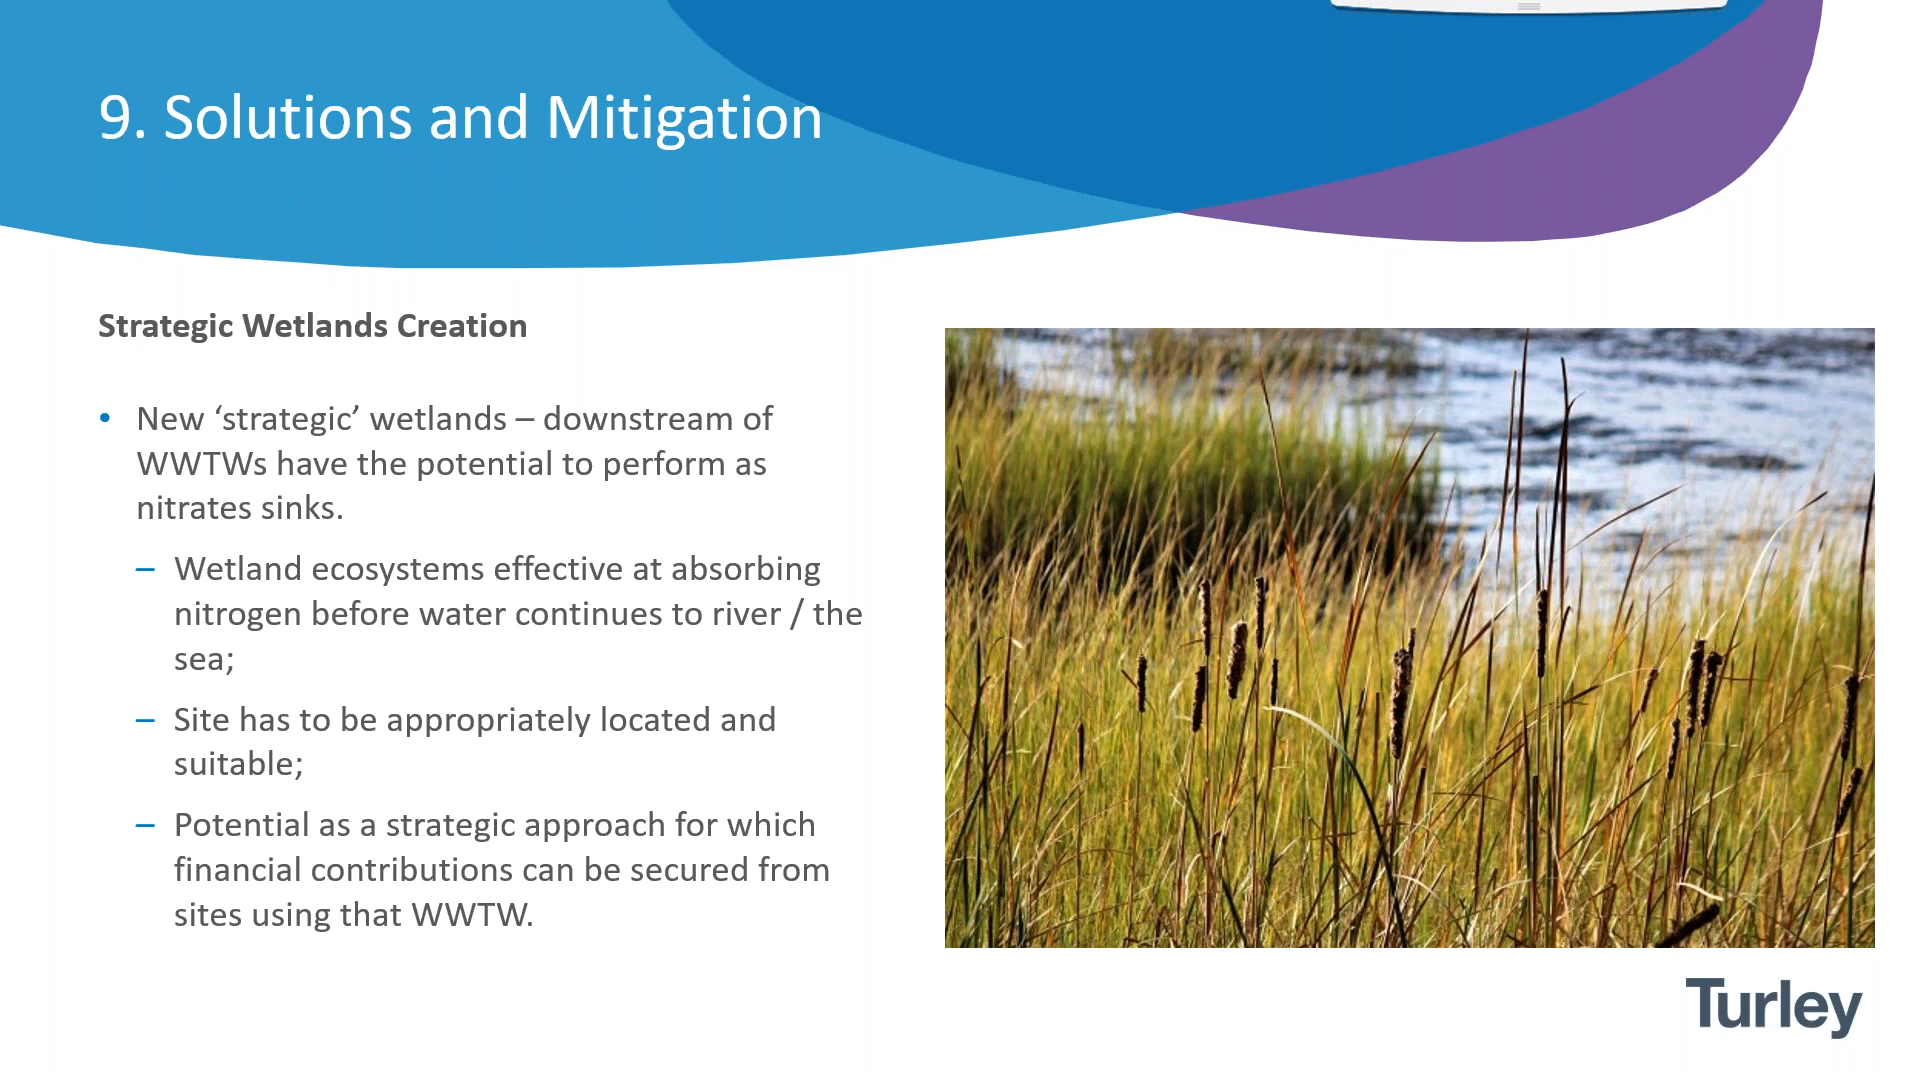 9. Solutions and Mitigation
Strategic Wetlands Creation
• New ‘strategic’ wetlands – downstream of
WWTWs have the potential to perform as
nitrates sinks.
– Wetland ecosystems effective at absorbing
nitrogen before water continues to river / the
sea;
– Site has to be appropriately located and
suitable;
– Potential as a strategic approach for which
financial contributions can be secured from
sites using that WWTW.
Turley